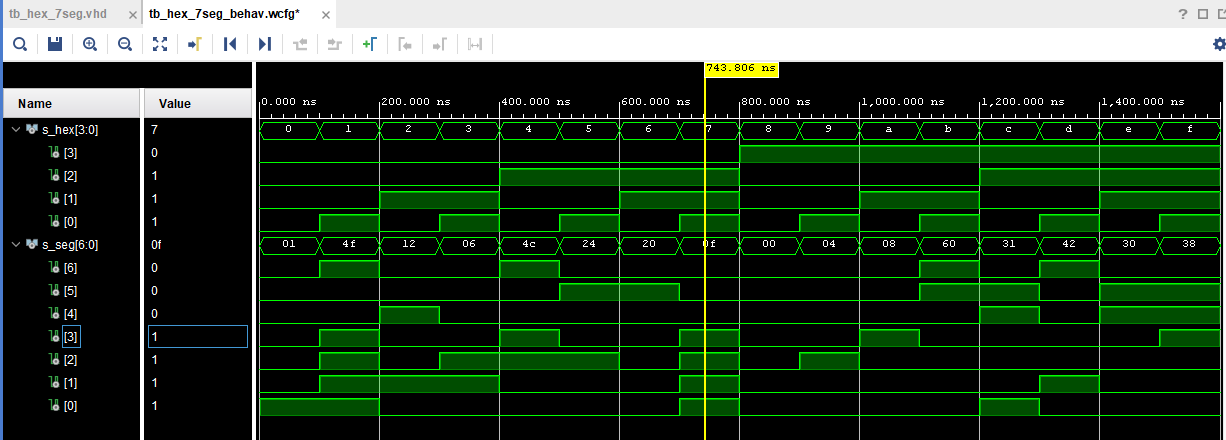 tb_hex_7seg.vhd × tb_hex_7seg_behav.wcfg* ×
?
743.806 ns
Name Value
0.000 ns 200.000 ns 400.000 ns 600.000 ns 800.000 ns 1,000.000 ns 1,200.000 ns 1,400.000 ns
s_hex[3:0] 7 0 1 2 3 4 5 6 7 8 9 a b c d e f
[3] 0
[2] 1
[1] 1
[0] 1
s_seg[6:0] 0f 01 4f 12 06 4c 24 20 0f 00 04 08 60 31 42 30 38
[6] 0
[5] 0
[4] 0
[3] 1
[2] 1
[1] 1
[0] 1